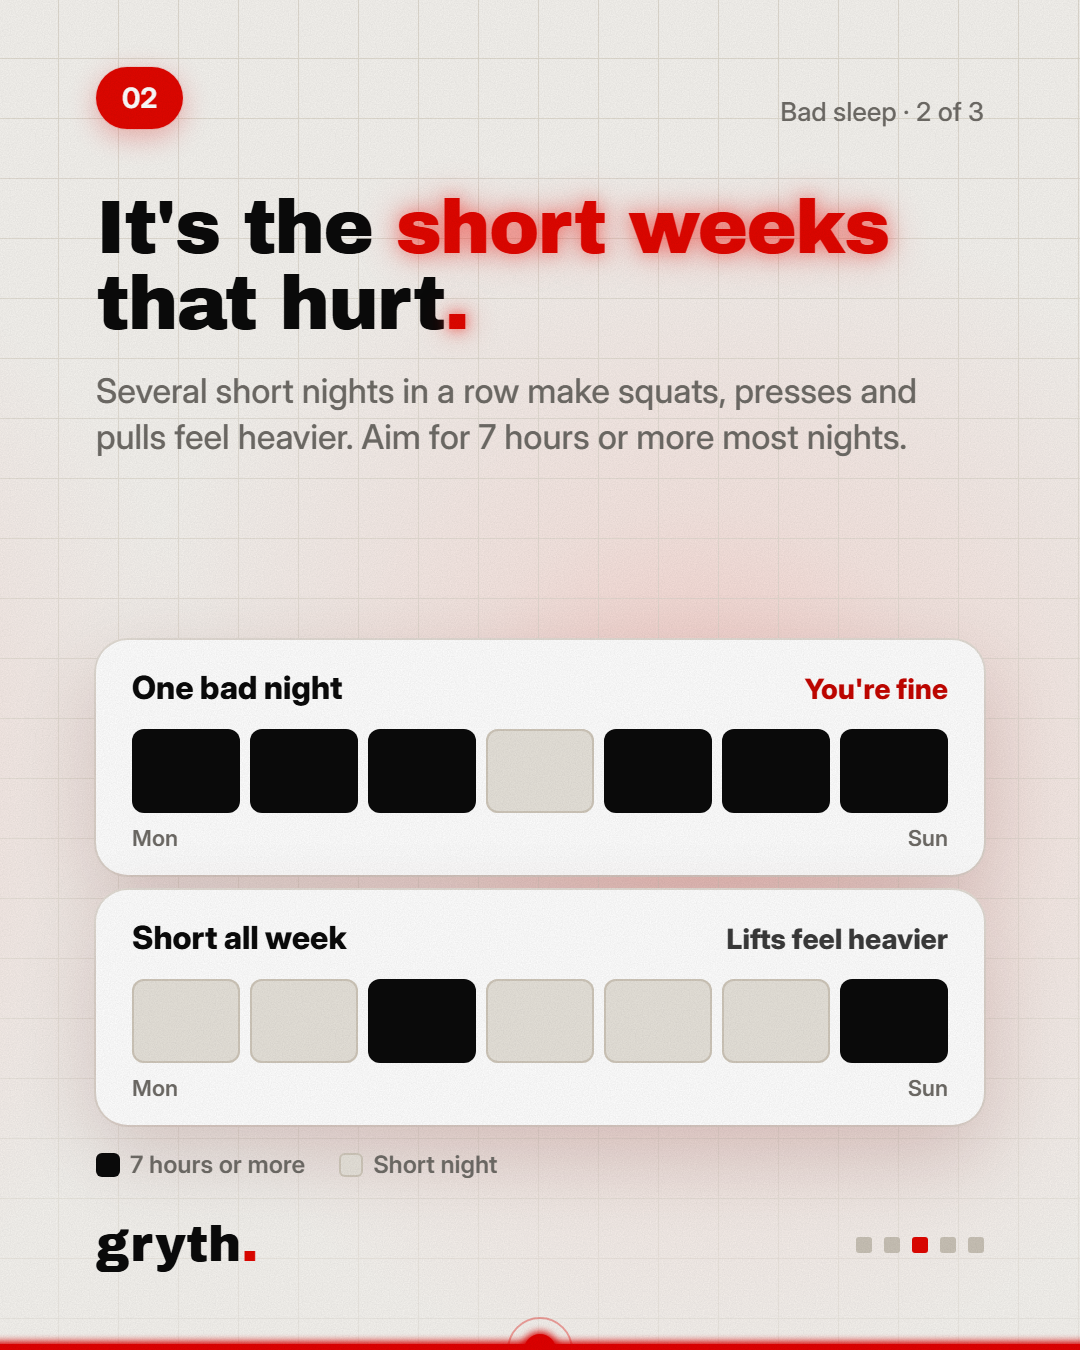 02
Bad sleep · 2 of 3
It's the short weeks
that hurt.
Several short nights in a row make squats, presses and
pulls feel heavier. Aim for 7 hours or more most nights.
One bad night
You're fine
Mon
Sun
Short all week
Lifts feel heavier
Mon
Sun
7 hours or more
Short night
gryth.